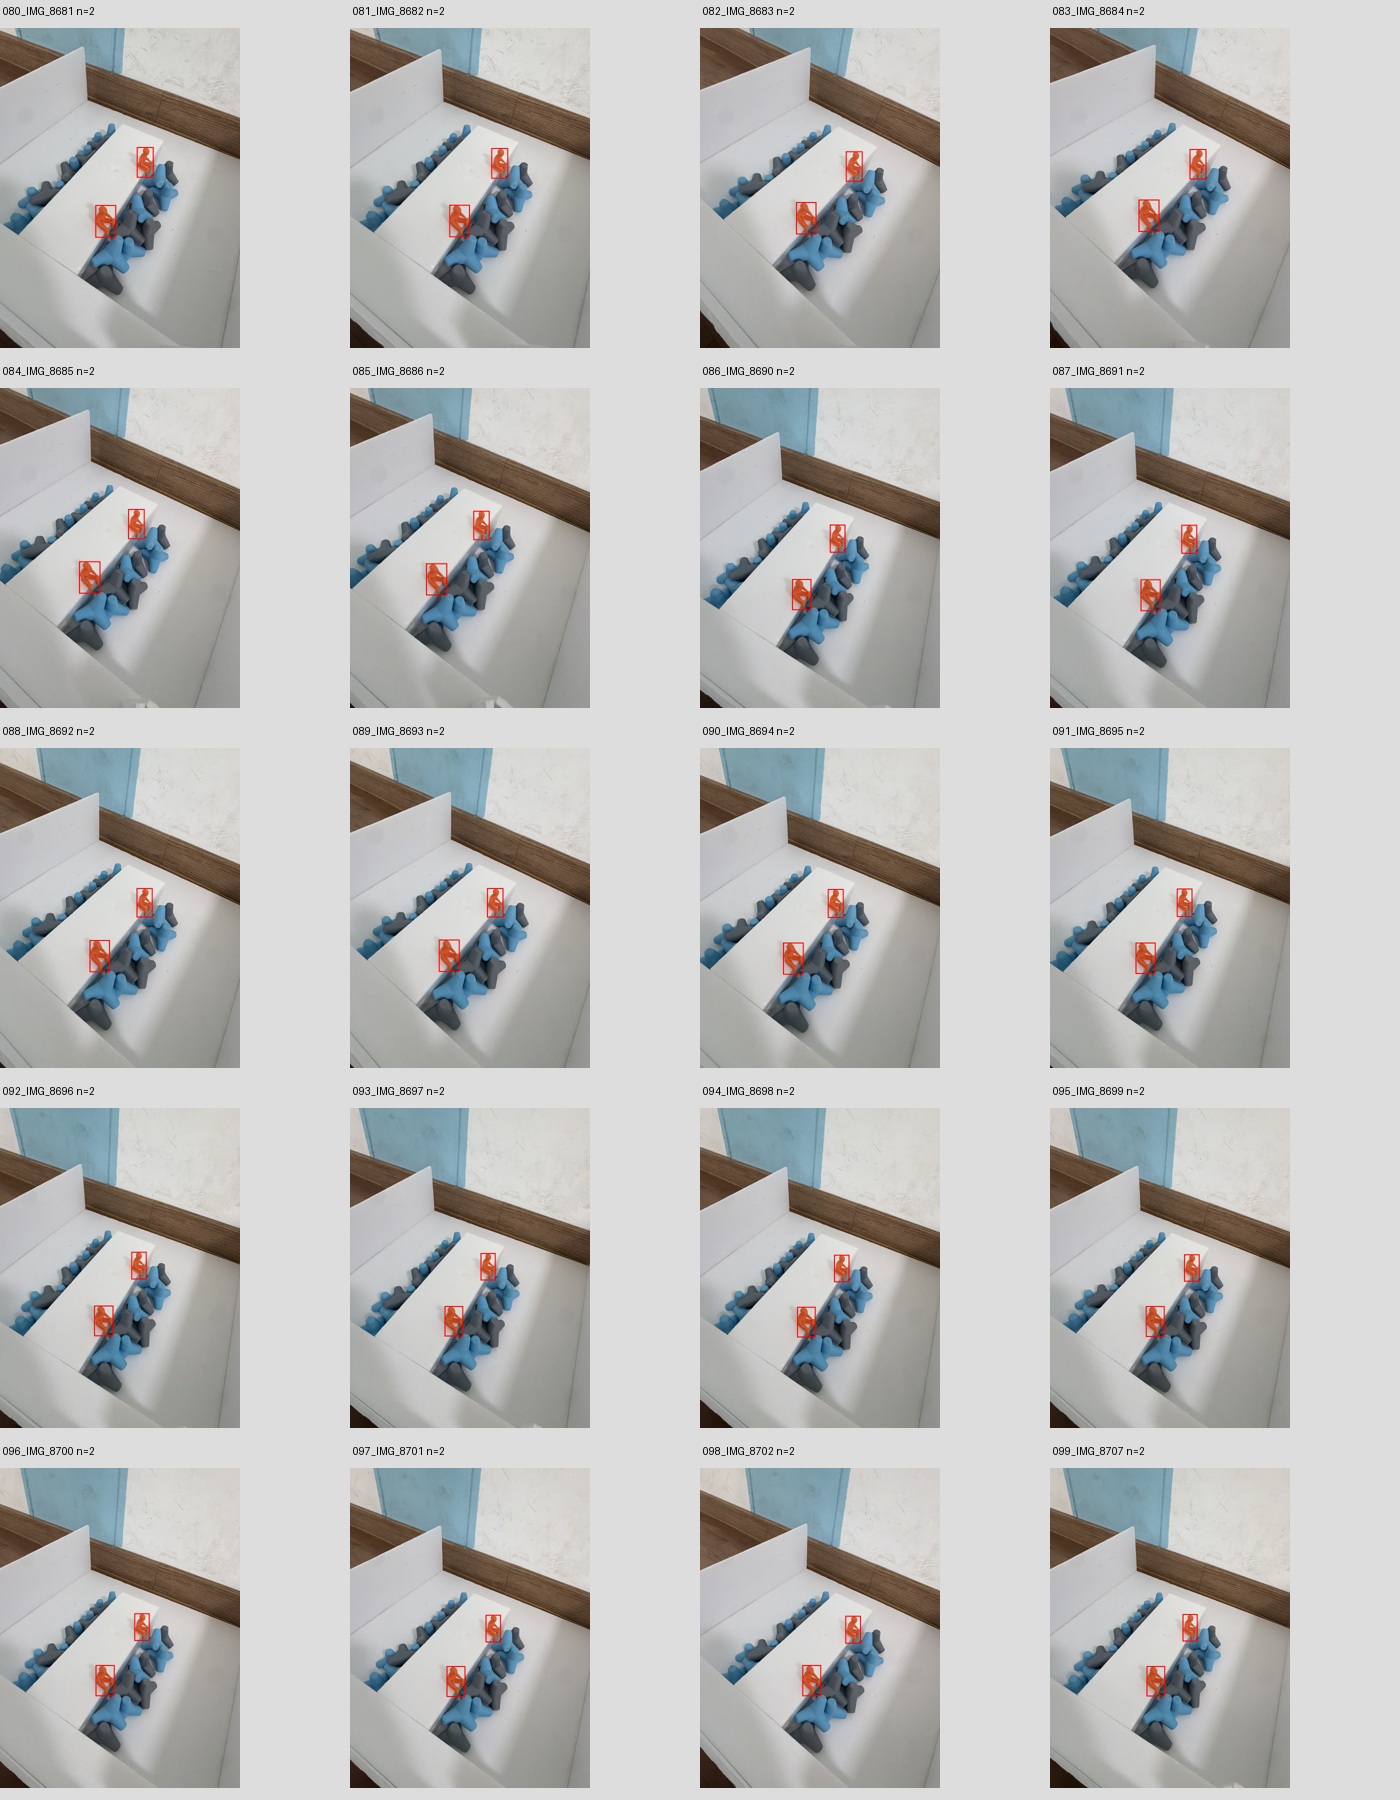 080_IMG_8681 n=2
081_IMG_8682 n=2
082_IMG_8683 n=2
083_IMG_8684 n=2
084_IMG_8685 n=2
085_IMG_8686 n=2
086_IMG_8690 n=2
087_IMG_8691 n=2
088_IMG_8692 n=2
089_IMG_8693 n=2
090_IMG_8694 n=2
091_IMG_8695 n=2
092_IMG_8696 n=2
093_IMG_8697 n=2
094_IMG_8698 n=2
095_IMG_8699 n=2
096_IMG_8700 n=2
097_IMG_8701 n=2
098_IMG_8702 n=2
099_IMG_8707 n=2